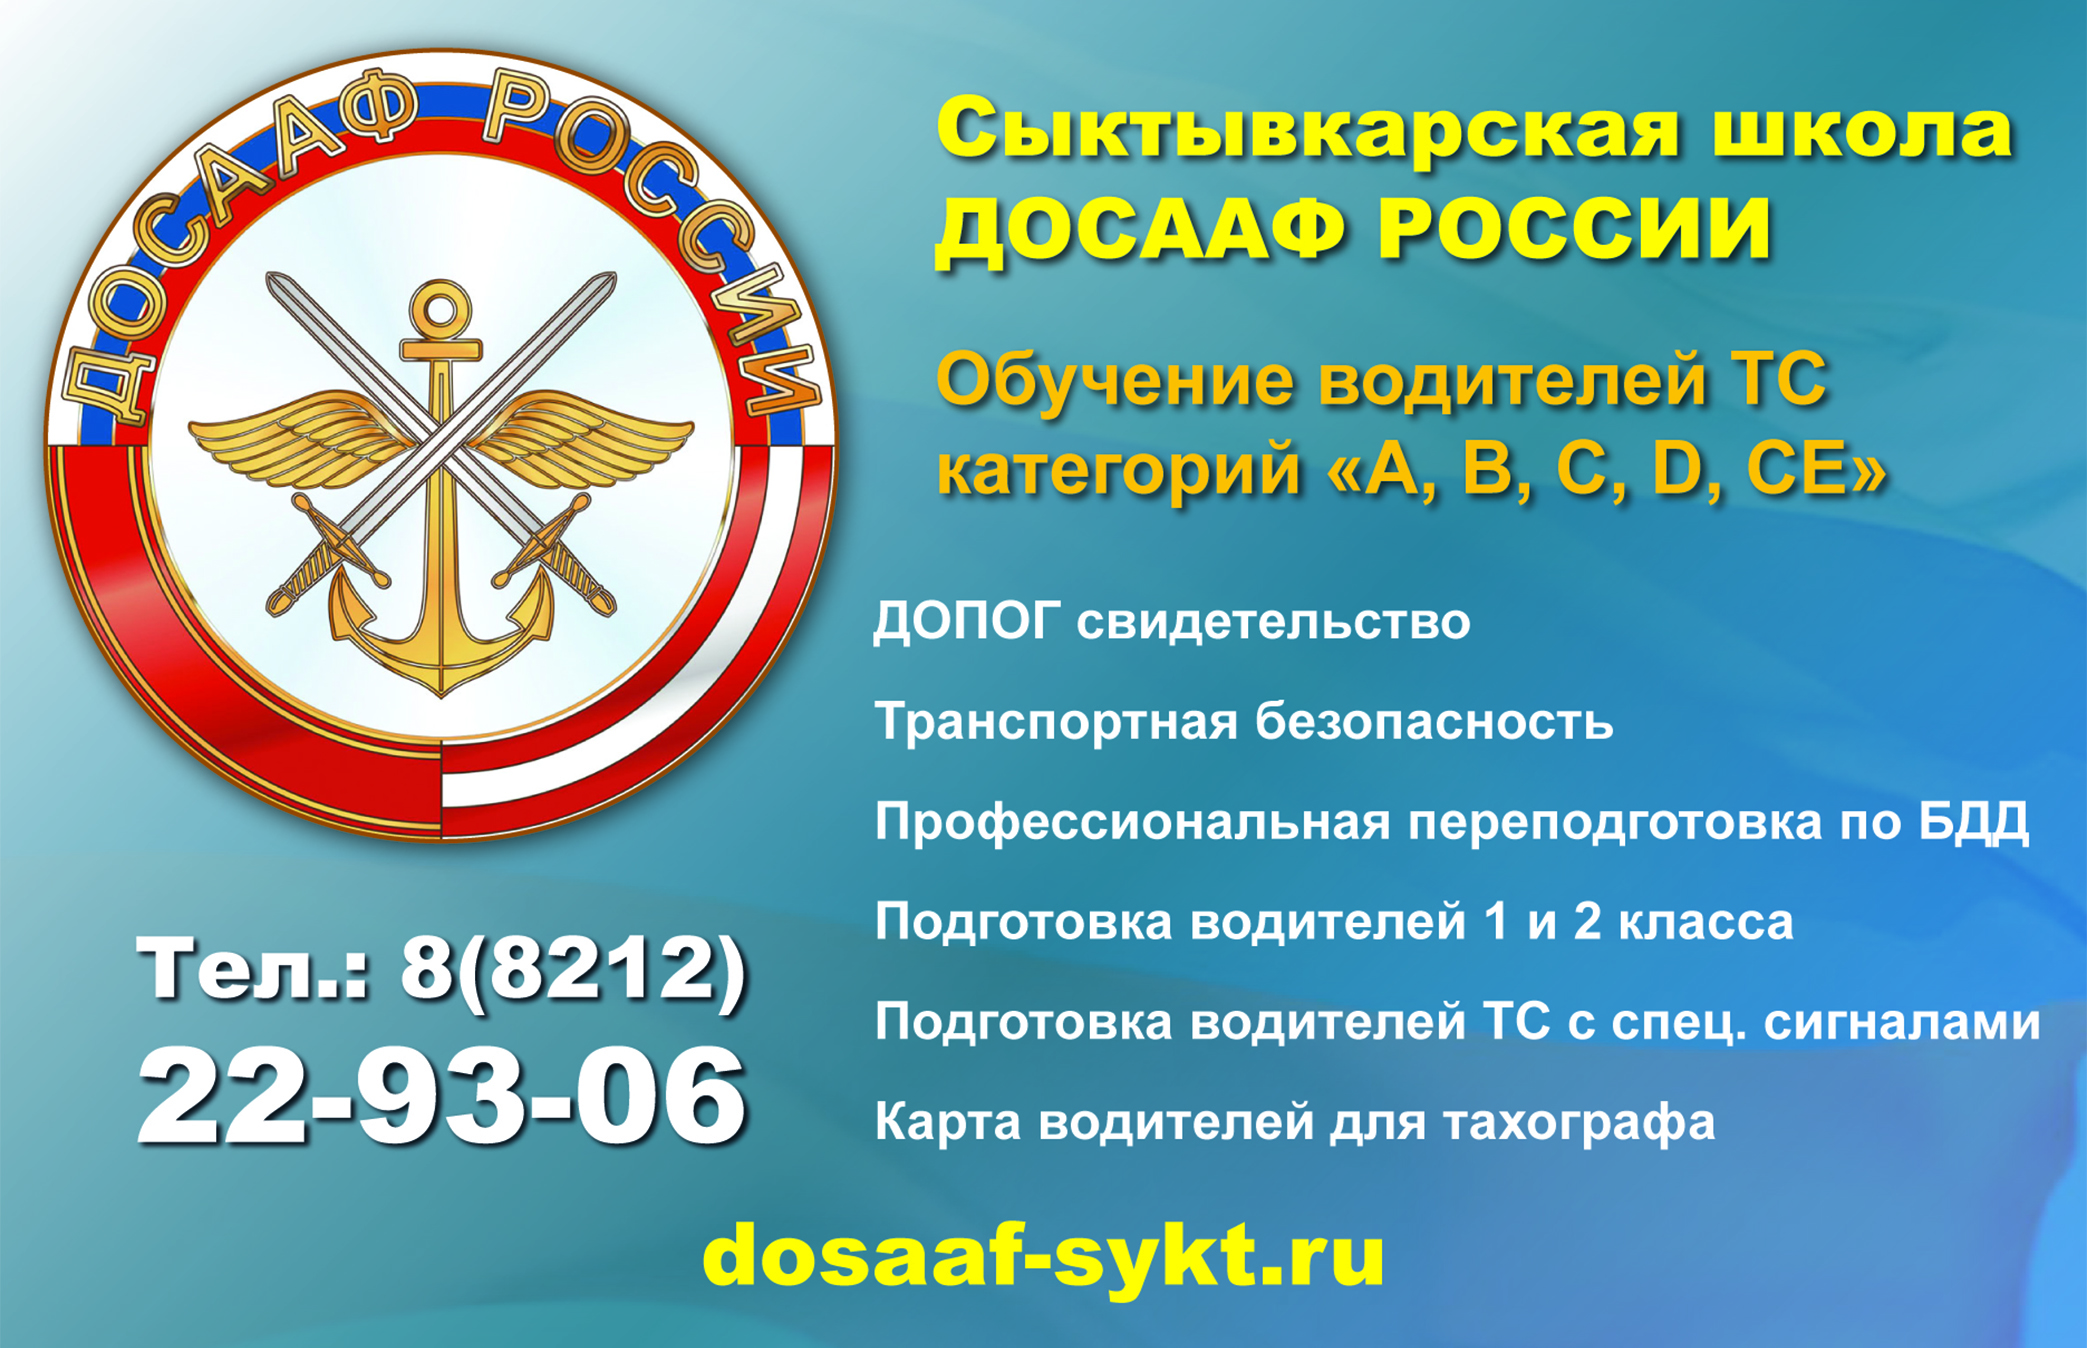 ДОСААФ РОССИИ
Сыктывкарская школа
ДОСААФ РОССИИ
Обучение водителей ТС
категорий «А, В, С, D, СЕ»
ДОПОГ свидетельство
Транспортная безопасность
Профессиональная переподготовка по БДД
Подготовка водителей 1 и 2 класса
Подготовка водителей ТС с спец. сигналами
Карта водителей для тахографа
Тел.: 8(8212)
22-93-06
dosaaf-sykt.ru